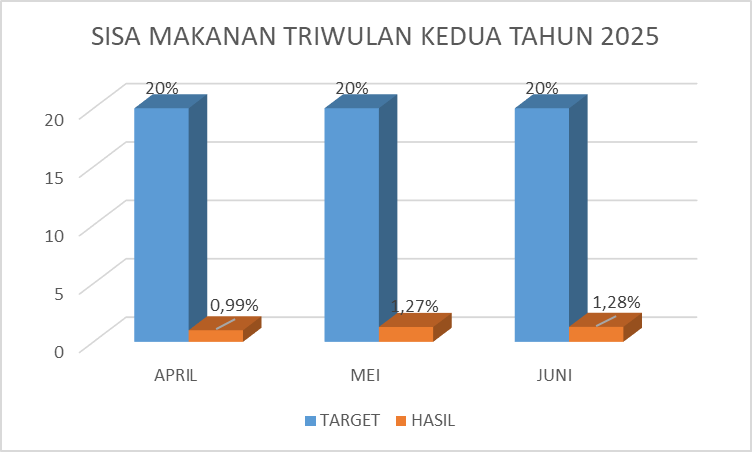 SISA MAKANAN TRIWULAN KEDUA TAHUN 2025
20% 20% 20%
20
15
10
5
0,99% 1,27% 1,28%
0
APRIL MEI JUNI
TARGET HASIL